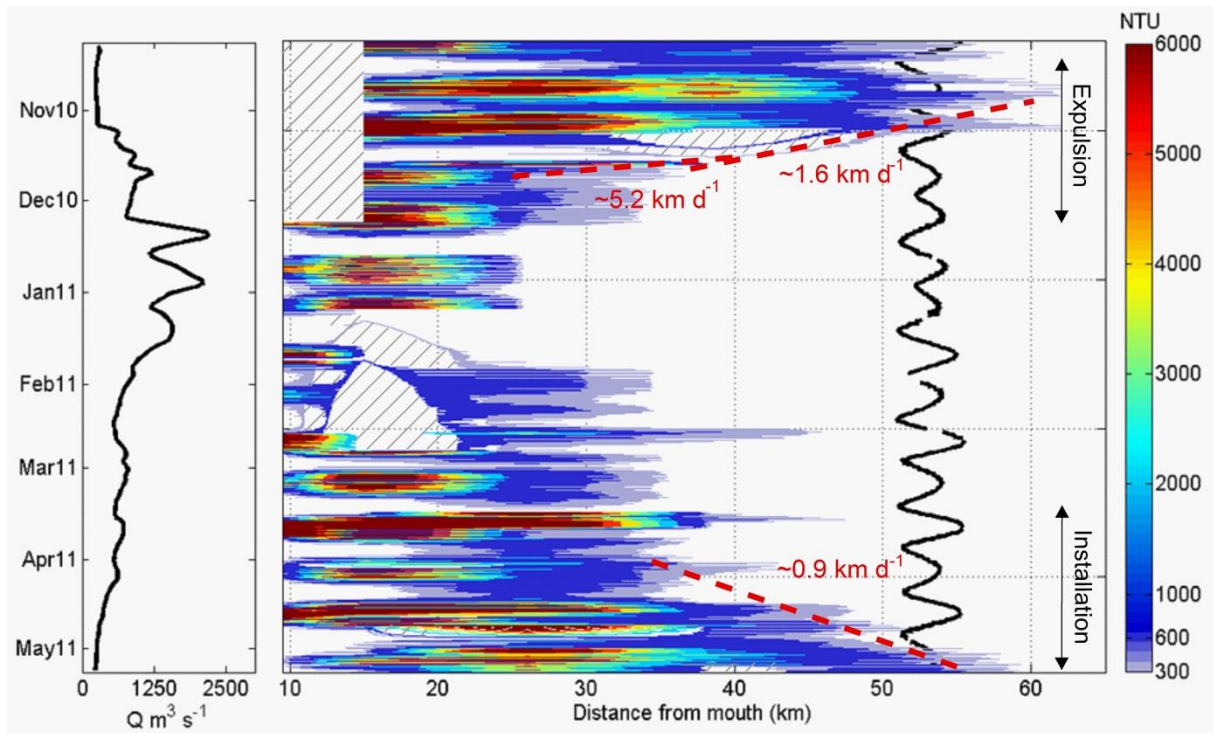 NTU
6000
5000
4000
3000
2000
1000
600
300
Nov10
Dec10
Jan11
Feb11
Mar11
Apr11
May11
0 1250 2500
Q m³ s⁻¹
Expulsion
~1.6 km d⁻¹
~5.2 km d⁻¹
~0.9 km d⁻¹
Installation
10 20 30 40 50 60
Distance from mouth (km)